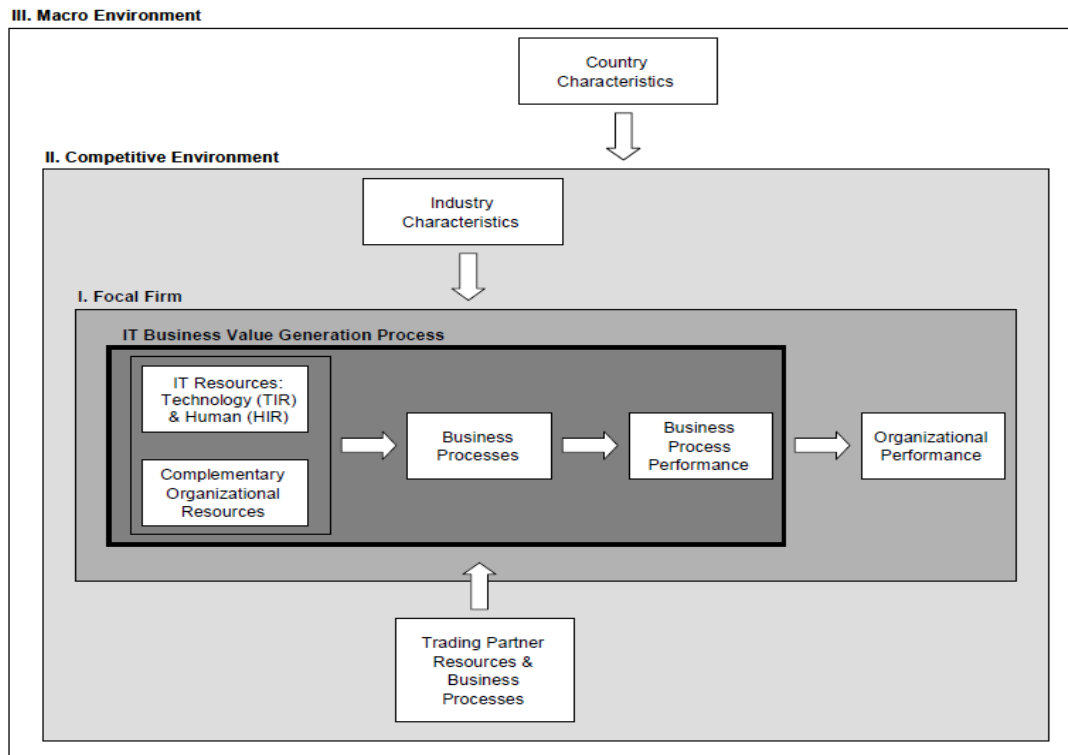 III. Macro Environment
Country
Characteristics
II. Competitive Environment
Industry
Characteristics
I. Focal Firm
IT Business Value Generation Process
IT Resources:
Technology (TIR)
& Human (HIR)
Complementary
Organizational
Resources
Business
Processes
Business
Process
Performance
Organizational
Performance
Trading Partner
Resources &
Business
Processes